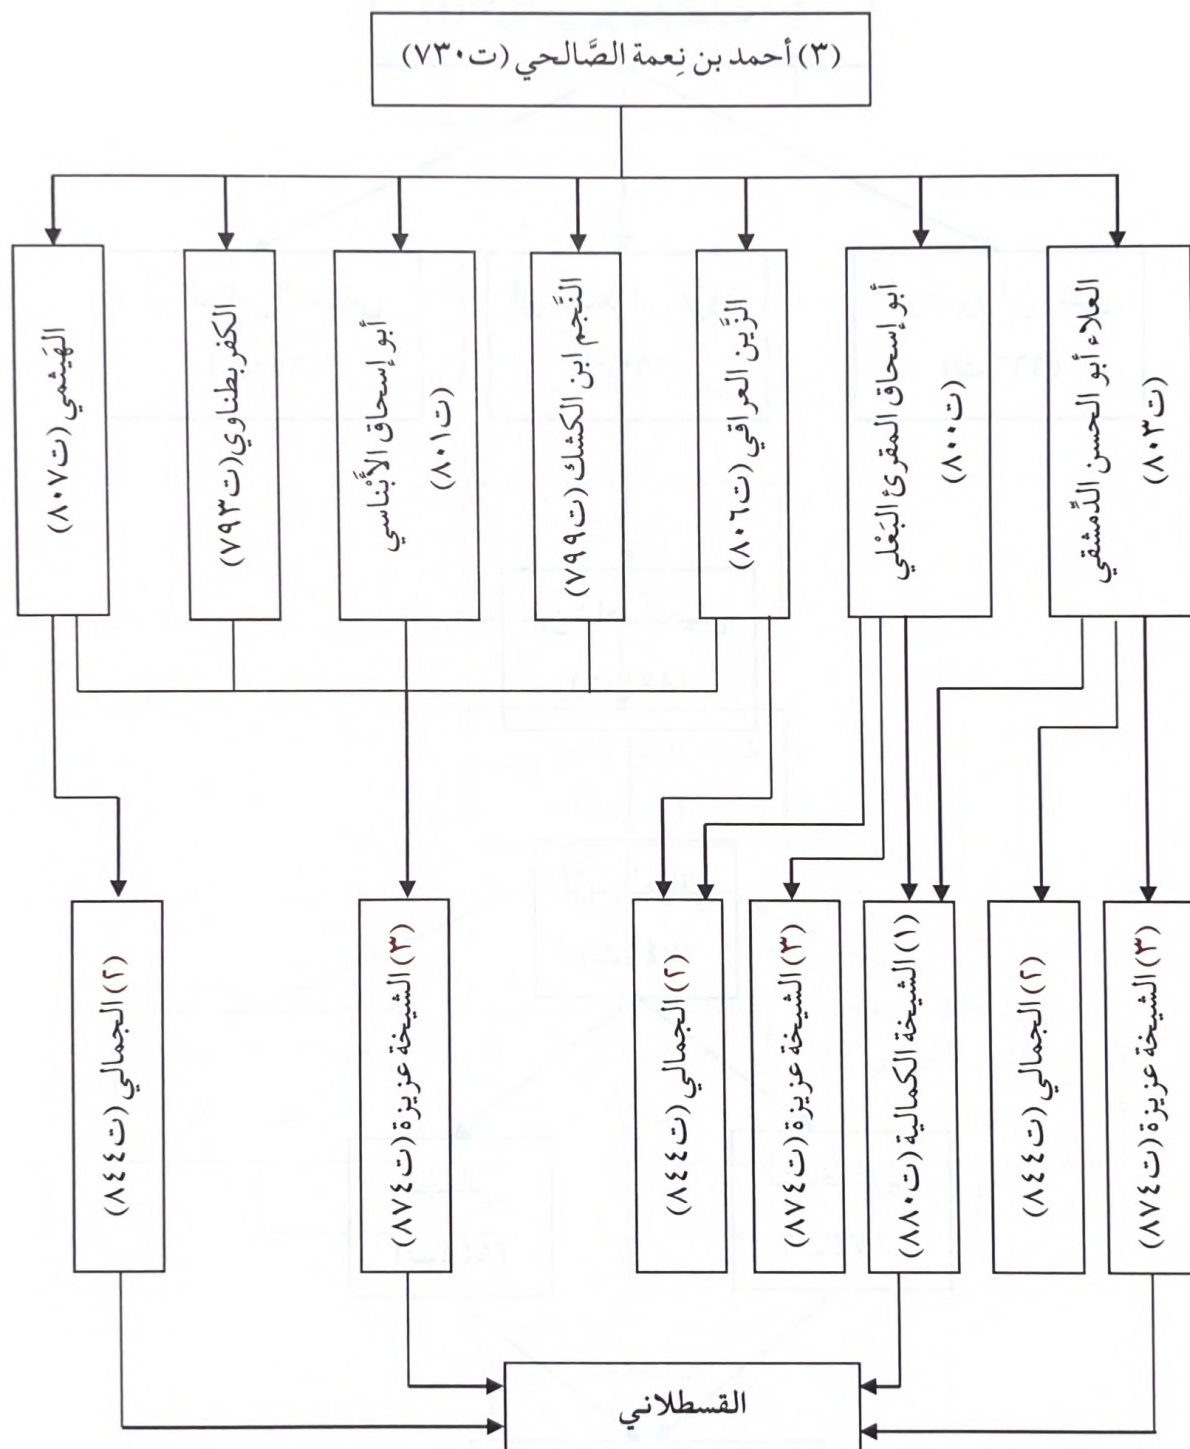 (٣) أحمد بن نِعمة الصَّالحي (ت٧٣٠)
العلاء أبو الحسن الدِّمشقي
(ت٨٠٣)
أبو إسحاق المقرئ البَعْلي
(ت٨٠٠)
الزَّين العراقي (ت٨٠٦)
النَّجم ابن الكشك (ت٧٩٩)
أبو إسحاق الأَبْناسي
(ت٨٠١)
الكفربطناوي (ت٧٩٣)
الهَيثمي (ت٨٠٧)
(٣) الشيخة عزيزة (ت٨٧٤)
(٢) الجمالي (ت٨٤٤)
(١) الشيخة الكمالية (ت٨٨٠)
(٣) الشيخة عزيزة (ت٨٧٤)
(٢) الجمالي (ت٨٤٤)
(٣) الشيخة عزيزة (ت٨٧٤)
(٢) الجمالي (ت٨٤٤)
القسطلاني